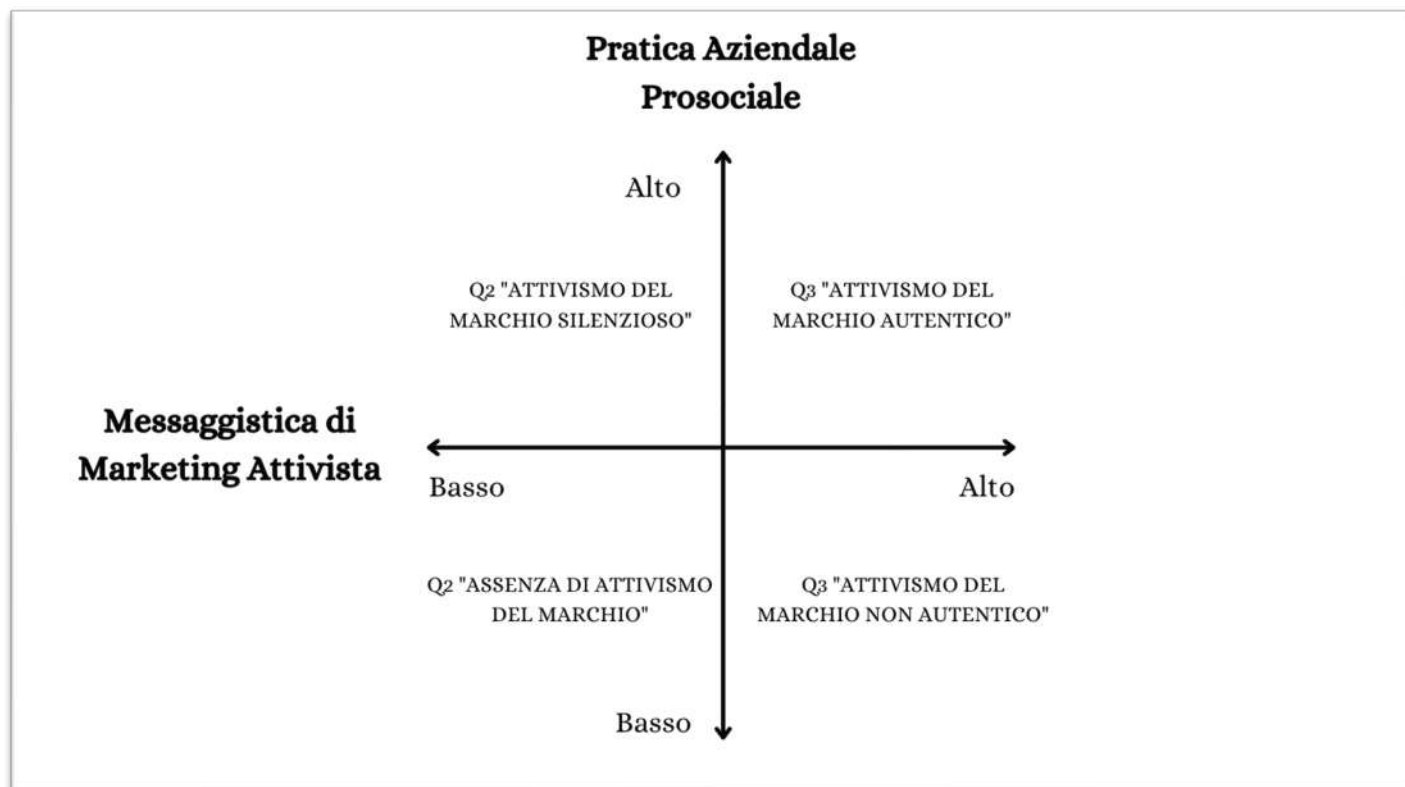 Pratica Aziendale
Prosociale
Alto
Q2 "ATTIVISMO DEL
MARCHIO SILENZIOSO"
Q3 "ATTIVISMO DEL
MARCHIO AUTENTICO"
Messaggistica di
Marketing Attivista
Basso
Alto
Q2 "ASSENZA DI ATTIVISMO
DEL MARCHIO"
Q3 "ATTIVISMO DEL
MARCHIO NON AUTENTICO"
Basso